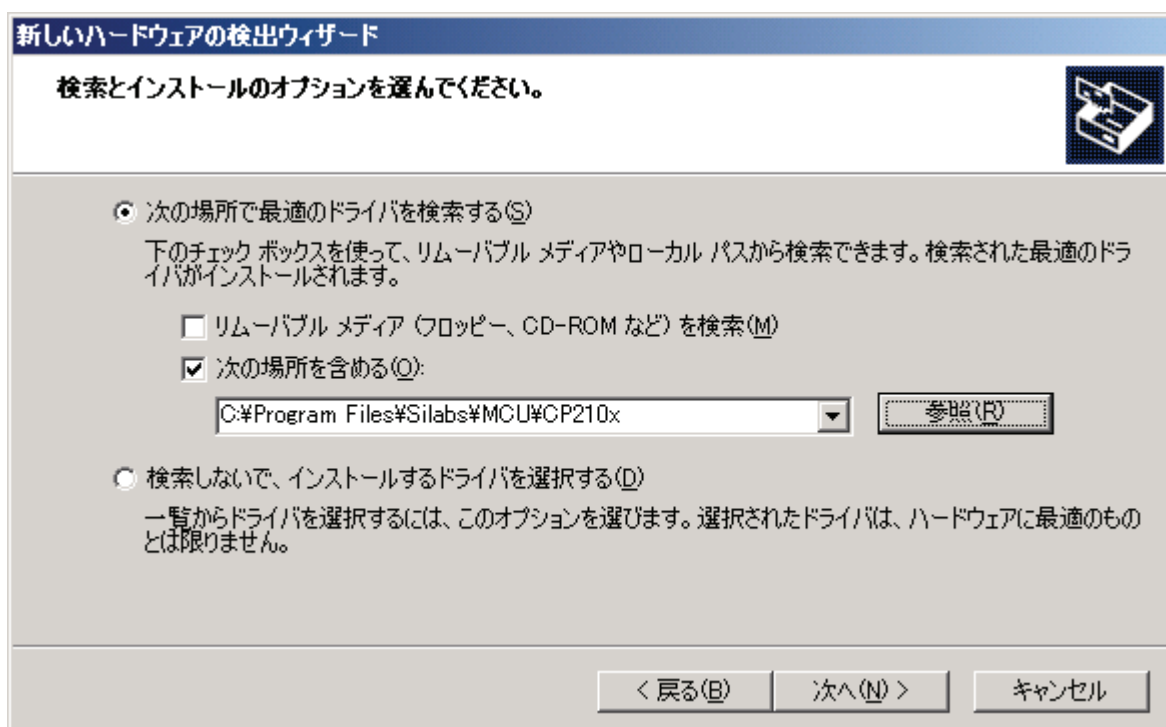 新しいハードウェアの検出ウィザード
検索とインストールのオプションを選んでください。
次の場所で最適のドライバを検索する(S)
下のチェック ボックスを使って、リムーバブル メディアやローカル パスから検索できます。検索された最適のドラ
イバがインストールされます。
リムーバブル メディア (フロッピー、CD-ROM など) を検索(M)
次の場所を含める(O):
C:¥Program Files¥Silabs¥MCU¥CP210x
参照(R)
検索しないで、インストールするドライバを選択する(D)
一覧からドライバを選択するには、このオプションを選びます。選択されたドライバは、ハードウェアに最適のもの
とは限りません。
< 戻る(B)
次へ(N) >
キャンセル